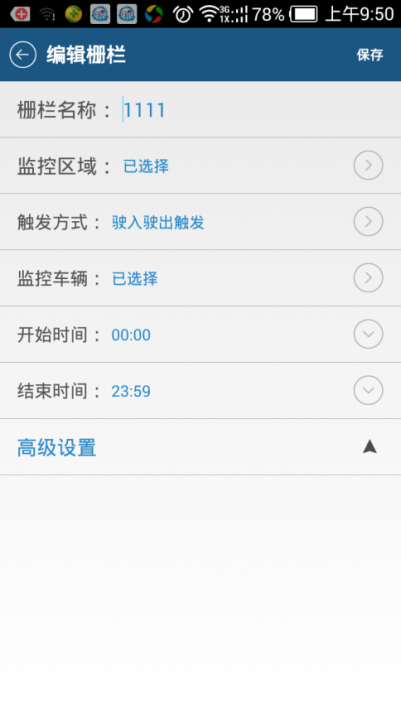 3G 1X 78% 上午9:50
编辑栅栏 保存
栅栏名称： 1111
监控区域： 已选择
触发方式： 驶入驶出触发
监控车辆： 已选择
开始时间： 00:00
结束时间： 23:59
高级设置